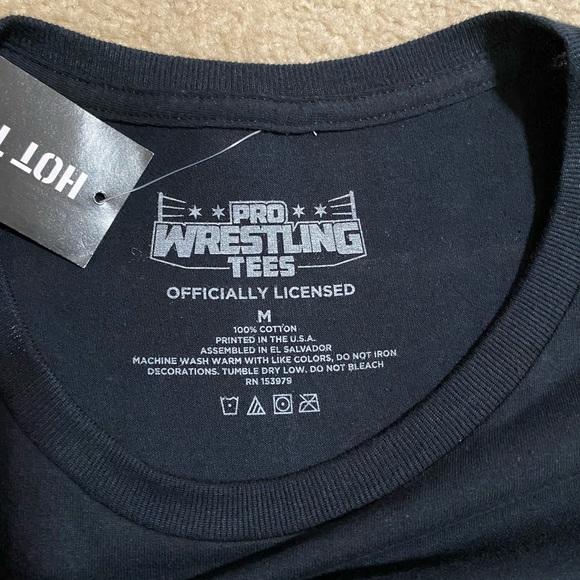 HOT T
PRO
WRESTLING
TEES
OFFICIALLY LICENSED
M
100% COTTON
PRINTED IN THE U.S.A.
ASSEMBLED IN EL SALVADOR
MACHINE WASH WARM WITH LIKE COLORS, DO NOT IRON
DECORATIONS. TUMBLE DRY LOW. DO NOT BLEACH
RN 153979